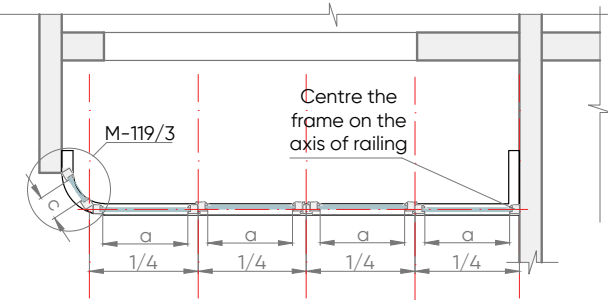 Centre the
frame on the
axis of railing
M-119/3
c
a a a a
1/4 1/4 1/4 1/4